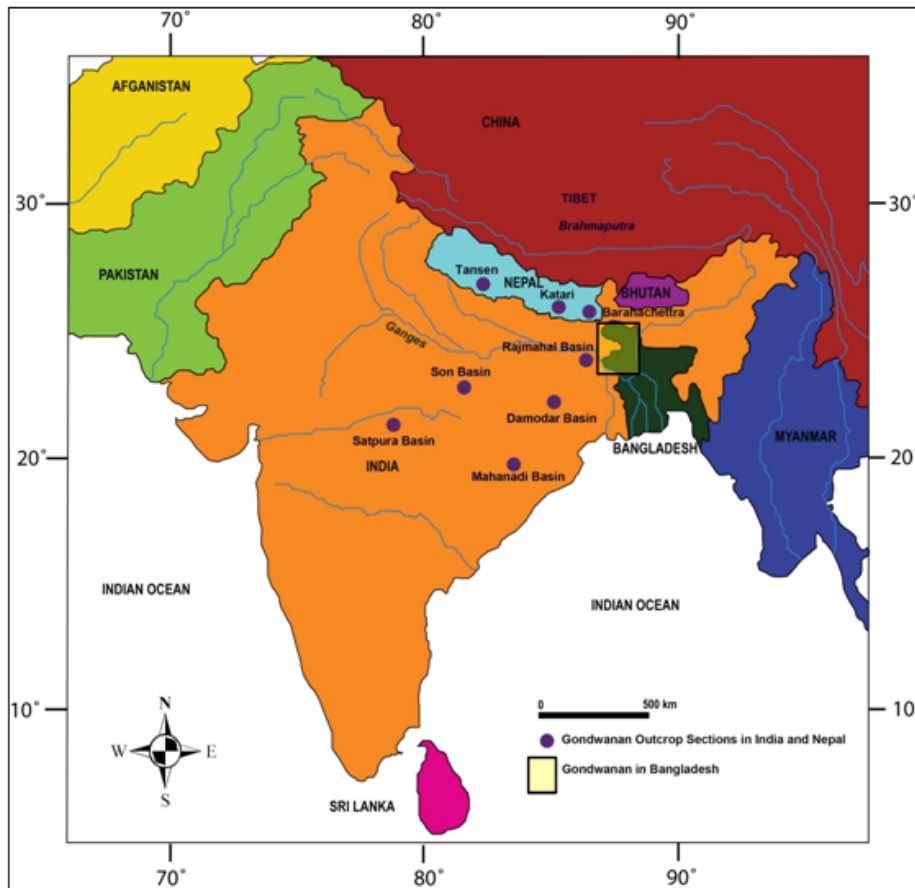 70°
80°
90°
AFGANISTAN
CHINA
30°
30°
TIBET
Brahmaputra
PAKISTAN
Tansen
NEPAL
Katari
BHUTAN
Barahachettra
Ganges
Rajmahal Basin
Son Basin
Damodar Basin
Satpura Basin
MYANMAR
BANGLADESH
20°
20°
INDIA
Mahanadi Basin
INDIAN OCEAN
INDIAN OCEAN
10°
10°
N
W
E
S
0
500 km
Gondwanan Outcrop Sections in India and Nepal
Gondwanan in Bangladesh
SRI LANKA
70°
80°
90°